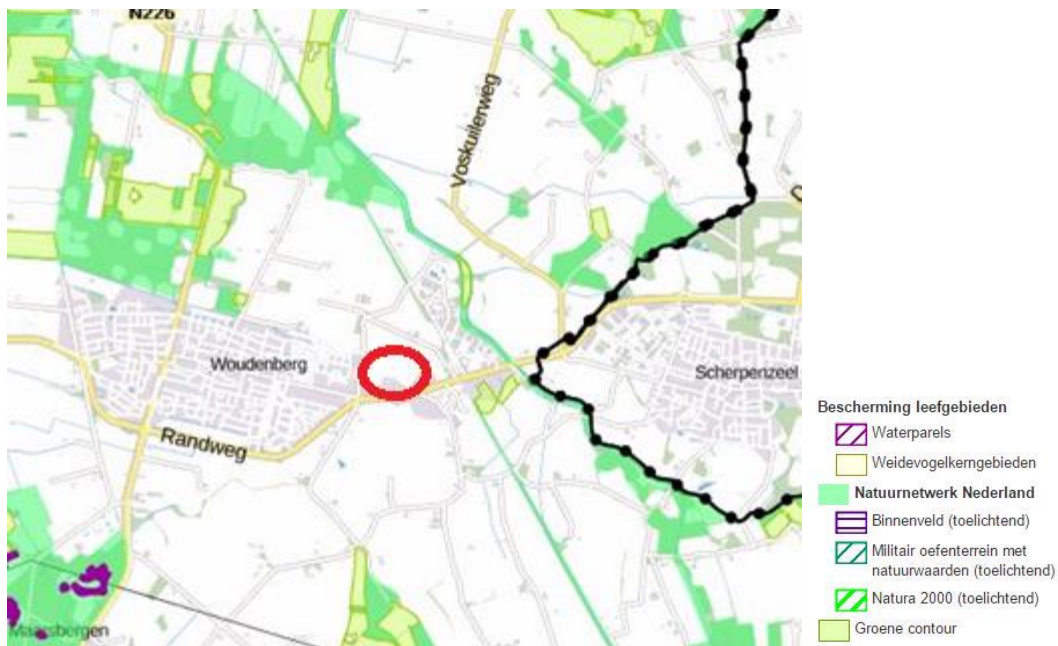 N226
Voskuilerweg
Woudenberg
Scherpenzeel
Randweg
Maarsbergen
Bescherming leefgebieden
Waterparels
Weidevogelkerngebieden
Natuurnetwerk Nederland
Binnenveld (toelichtend)
Militair oefenterrein met
natuurwaarden (toelichtend)
Natura 2000 (toelichtend)
Groene contour